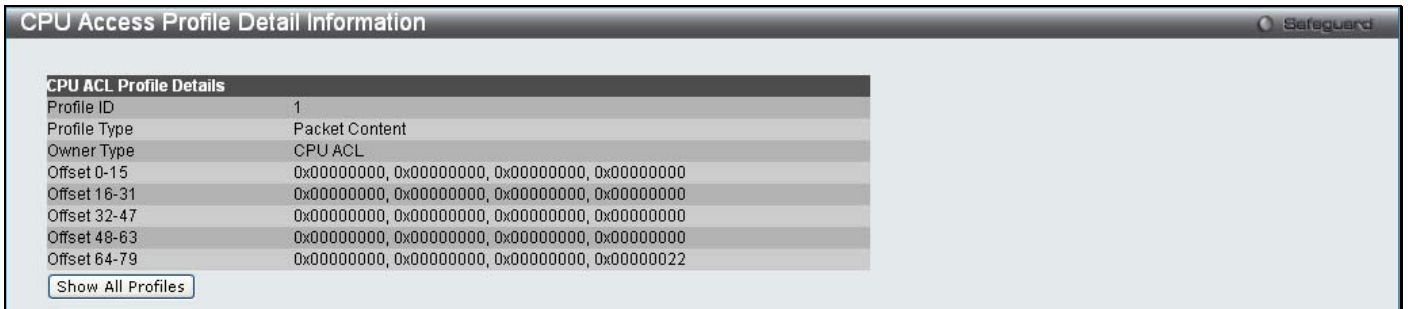 CPU Access Profile Detail Information
Safeguard
CPU ACL Profile Details
Profile ID 1
Profile Type Packet Content
Owner Type CPU ACL
Offset 0-15 0x00000000, 0x00000000, 0x00000000, 0x00000000
Offset 16-31 0x00000000, 0x00000000, 0x00000000, 0x00000000
Offset 32-47 0x00000000, 0x00000000, 0x00000000, 0x00000000
Offset 48-63 0x00000000, 0x00000000, 0x00000000, 0x00000000
Offset 64-79 0x00000000, 0x00000000, 0x00000000, 0x00000022
Show All Profiles